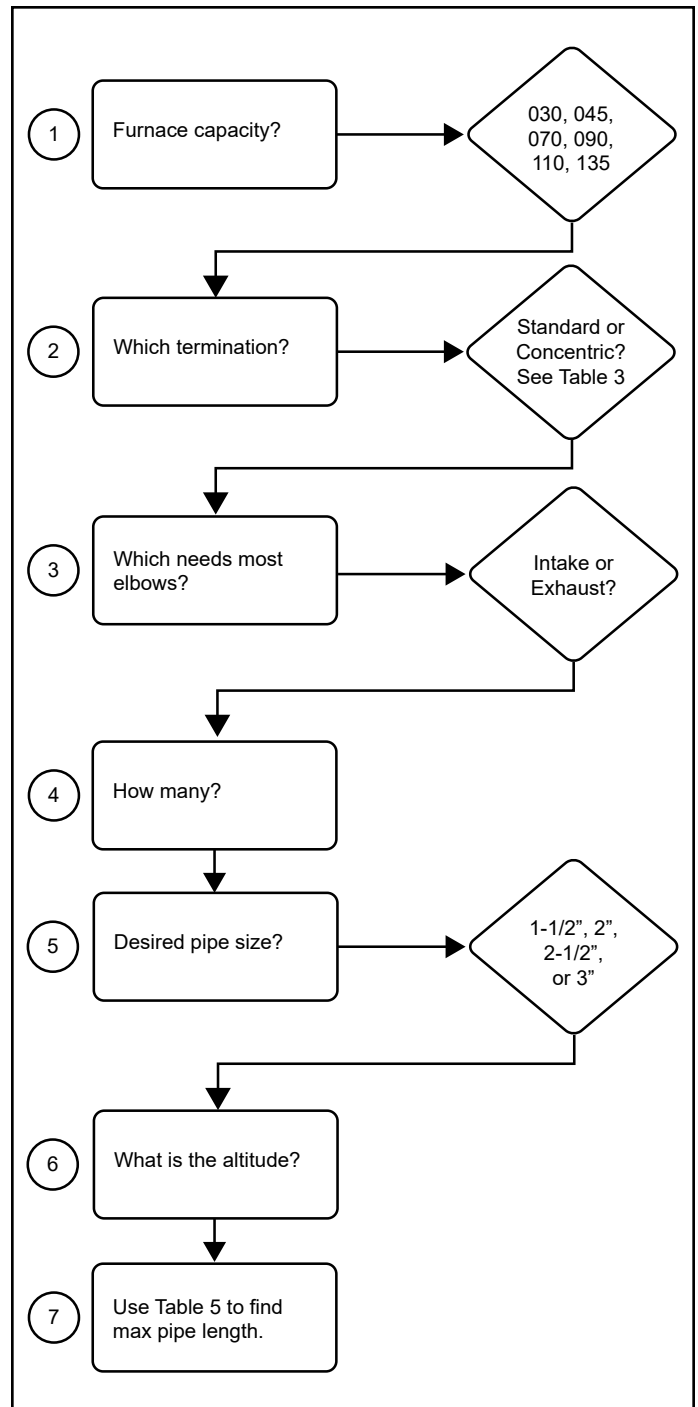 1
Furnace capacity?
030, 045,
070, 090,
110, 135
2
Which termination?
Standard or
Concentric?
See Table 3
3
Which needs most
elbows?
Intake or
Exhaust?
4
How many?
5
Desired pipe size?
1-1/2”, 2”,
2-1/2”,
or 3”
6
What is the altitude?
7
Use Table 5 to find
max pipe length.